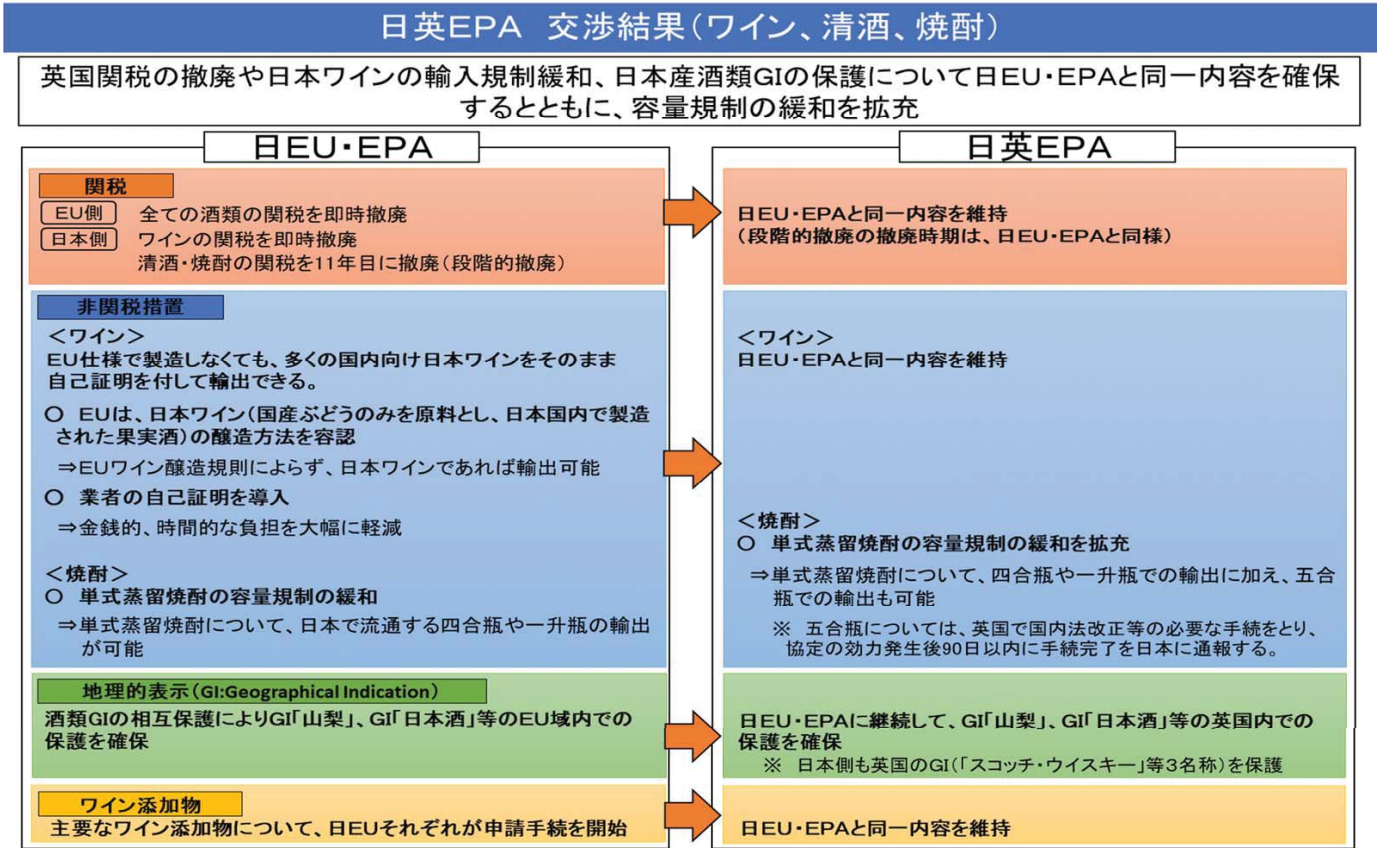 日英EPA 交渉結果(ワイン、清酒、焼酎)
英国関税の撤廃や日本ワインの輸入規制緩和、日本産酒類GIの保護について日EU・EPAと同一内容を確保
するとともに、容量規制の緩和を拡充
日EU・EPA
関税
EU側 全ての酒類の関税を即時撤廃
日本側 ワインの関税を即時撤廃
清酒・焼酎の関税を11年目に撤廃(段階的撤廃)
非関税措置
<ワイン>
EU仕様で製造しなくても、多くの国内向け日本ワインをそのまま
自己証明を付して輸出できる。
○ EUは、日本ワイン(国産ぶどうのみを原料とし、日本国内で製造
された果実酒)の醸造方法を容認
⇒EUワイン醸造規則によらず、日本ワインであれば輸出可能
○ 業者の自己証明を導入
⇒金銭的、時間的な負担を大幅に軽減
<焼酎>
○ 単式蒸留焼酎の容量規制の緩和
⇒単式蒸留焼酎について、日本で流通する四合瓶や一升瓶の輸出
が可能
地理的表示(GI:Geographical Indication)
酒類GIの相互保護によりGI「山梨」、GI「日本酒」等のEU域内での
保護を確保
ワイン添加物
主要なワイン添加物について、日EUそれぞれが申請手続を開始
日英EPA
日EU・EPAと同一内容を維持
(段階的撤廃の撤廃時期は、日EU・EPAと同様)
<ワイン>
日EU・EPAと同一内容を維持
<焼酎>
○ 単式蒸留焼酎の容量規制の緩和を拡充
⇒単式蒸留焼酎について、四合瓶や一升瓶での輸出に加え、五合
瓶での輸出も可能
※ 五合瓶については、英国で国内法改正等の必要な手続をとり、
協定の効力発生後90日以内に手続完了を日本に通報する。
日EU・EPAに継続して、GI「山梨」、GI「日本酒」等の英国内での
保護を確保
※ 日本側も英国のGI(「スコッチ・ウイスキー」等3名称)を保護
日EU・EPAと同一内容を維持